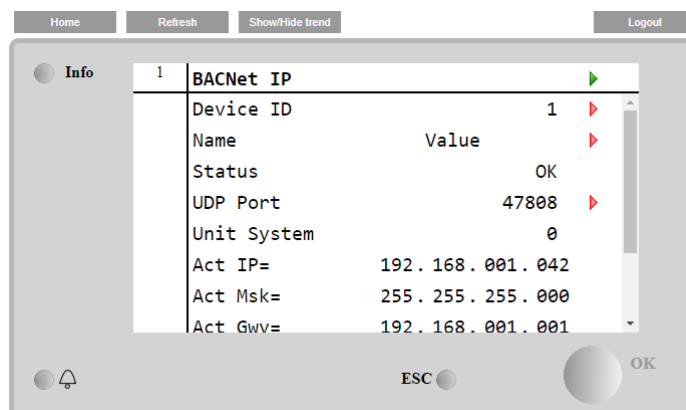 Home Refresh Show/Hide trend Logout
Info
1 BACNet IP
Device ID 1
Name Value
Status OK
UDP Port 47808
Unit System 0
Act IP= 192.168.001.042
Act Msk= 255.255.255.000
Act Gwy= 192.168.001.001
ESC OK